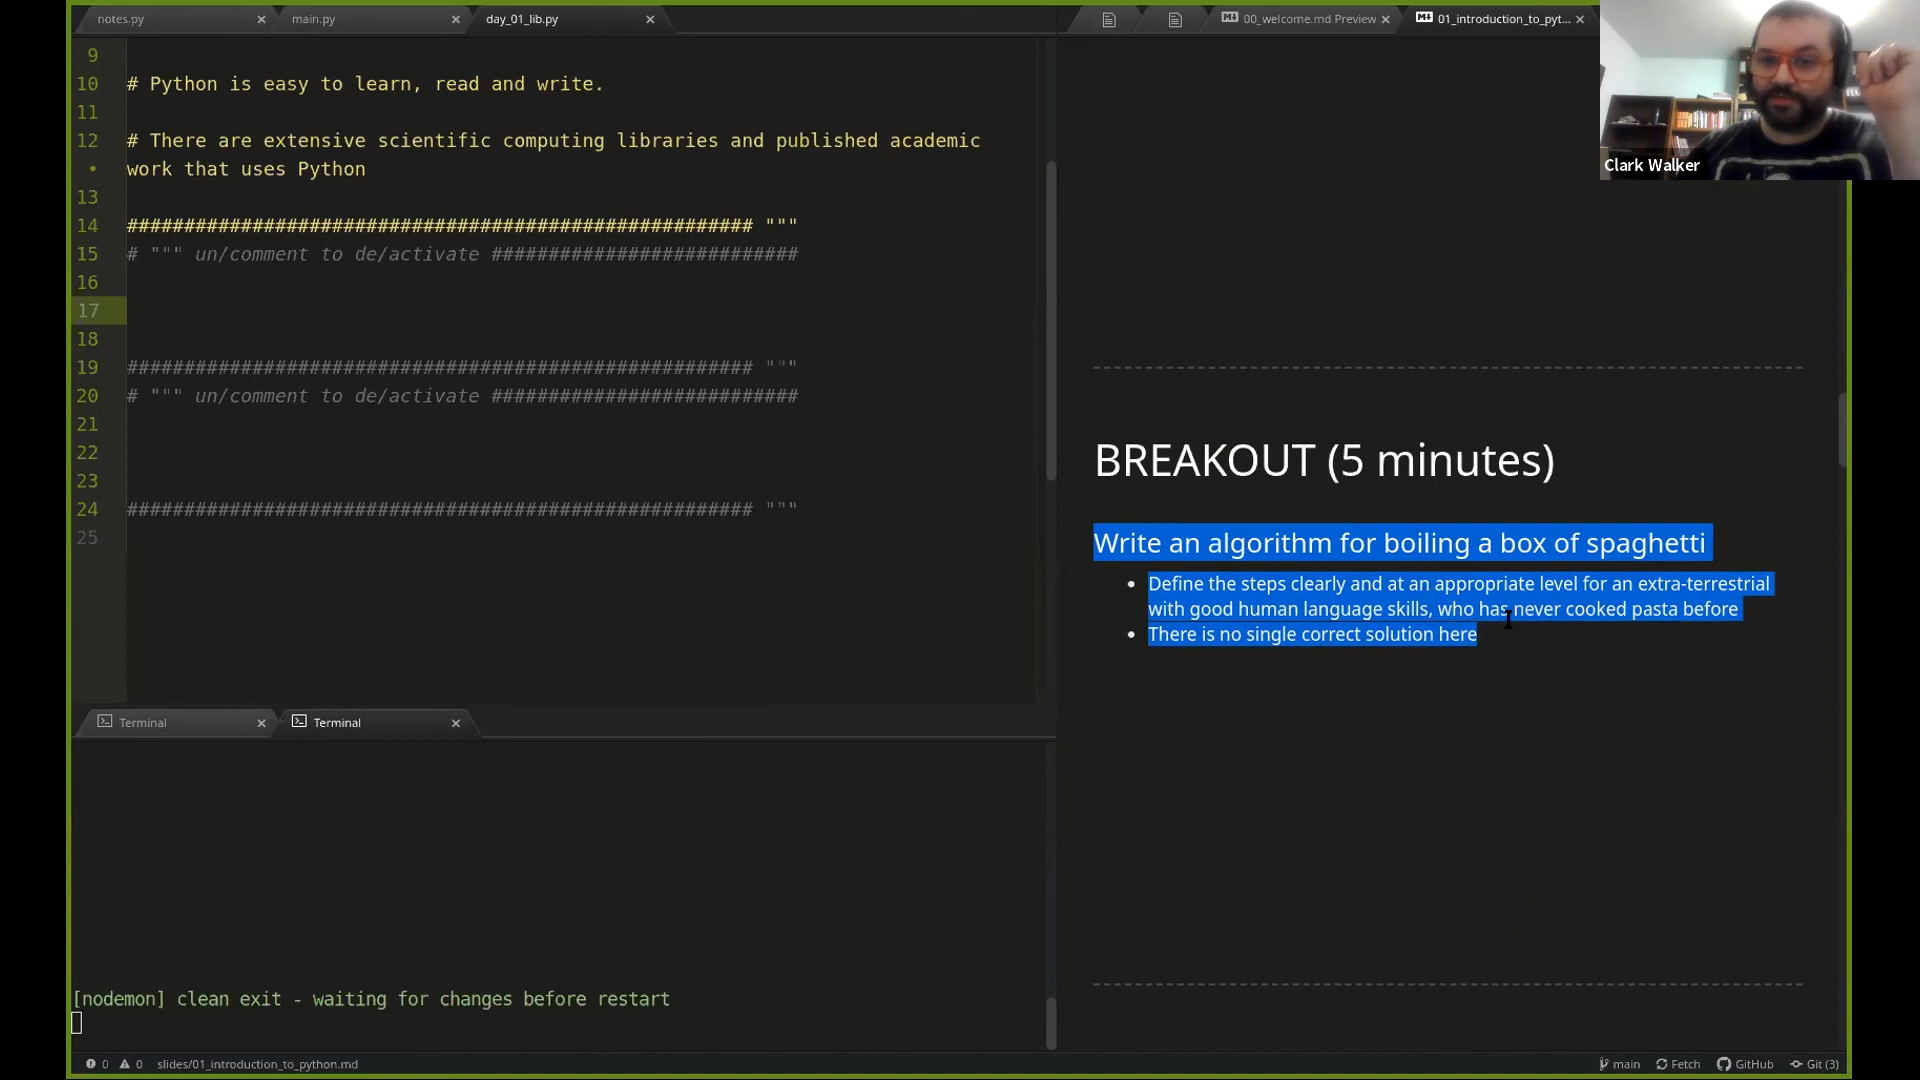 notes.py
main.py
day_01_lib.py
00_welcome.md Preview
01_introduction_to_pyt...
Clark Walker
9
10 # Python is easy to learn, read and write.
11
12 # There are extensive scientific computing libraries and published academic
• work that uses Python
13
14 ####################################################### """
15 # """ un/comment to de/activate ###########################
16
17
18
19 ####################################################### """
20 # """ un/comment to de/activate ###########################
21
22
23
24 ####################################################### """
25
BREAKOUT (5 minutes)
Write an algorithm for boiling a box of spaghetti
• Define the steps clearly and at an appropriate level for an extra-terrestrial
with good human language skills, who has never cooked pasta before
• There is no single correct solution here
Terminal
Terminal
[nodemon] clean exit - waiting for changes before restart
0 0 slides/01_introduction_to_python.md
main Fetch GitHub Git (3)